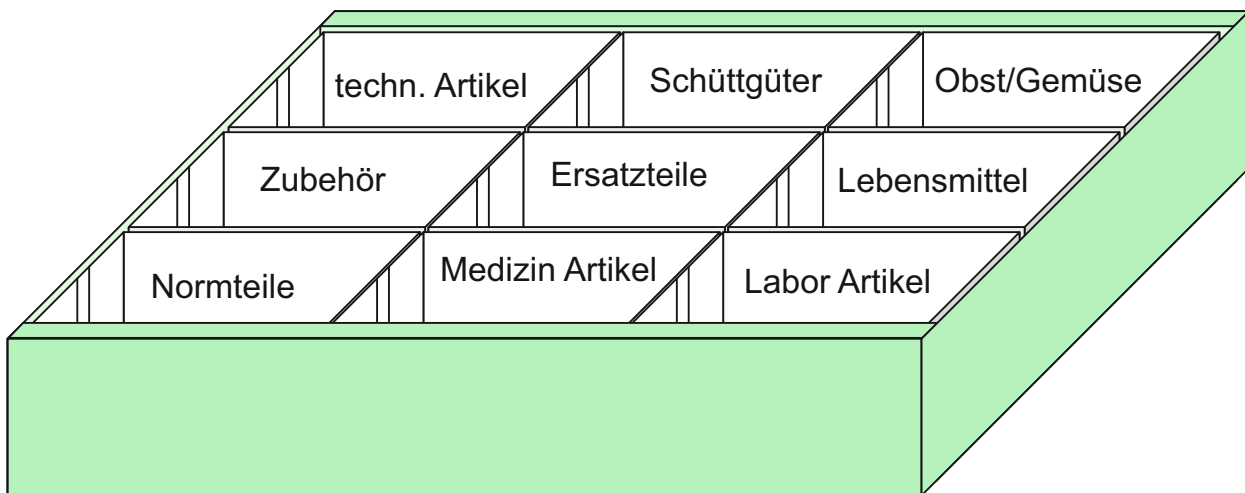 techn. Artikel
Schüttgüter
Obst/Gemüse
Zubehör
Ersatzteile
Lebensmittel
Normteile
Medizin Artikel
Labor Artikel